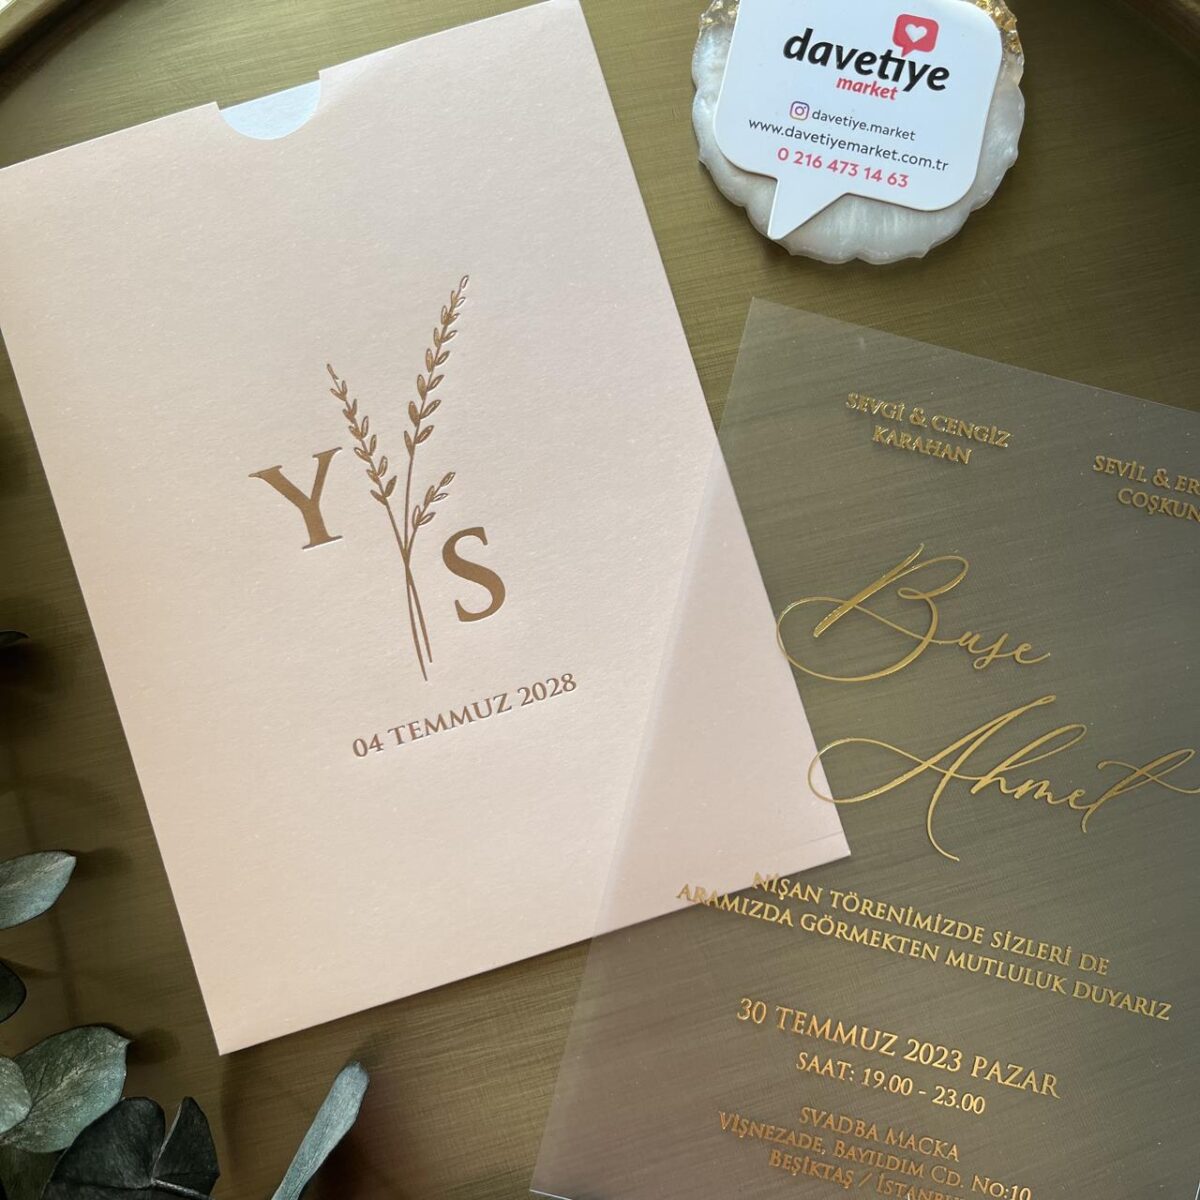 davetiye
market
davetiye.market
www.davetiyemarket.com.tr
0 216 473 14 63
Y
S
04 TEMMUZ 2028
SEVGİ & CENGİZ
KARAHAN
SEVİL &
COŞKUN
Buse
Ahmet
NİŞAN TÖRENİMİZDE SİZLERİ DE
ARAMIZDA GÖRMEKTEN MUTLULUK DUYARIZ
30 TEMMUZ 2023 PAZAR
SAAT: 19.00 - 23.00
SVADBA MACKA
VİŞNEZADE, BAYILDIM CD. NO:10
BEŞİKTAŞ / İSTANBUL